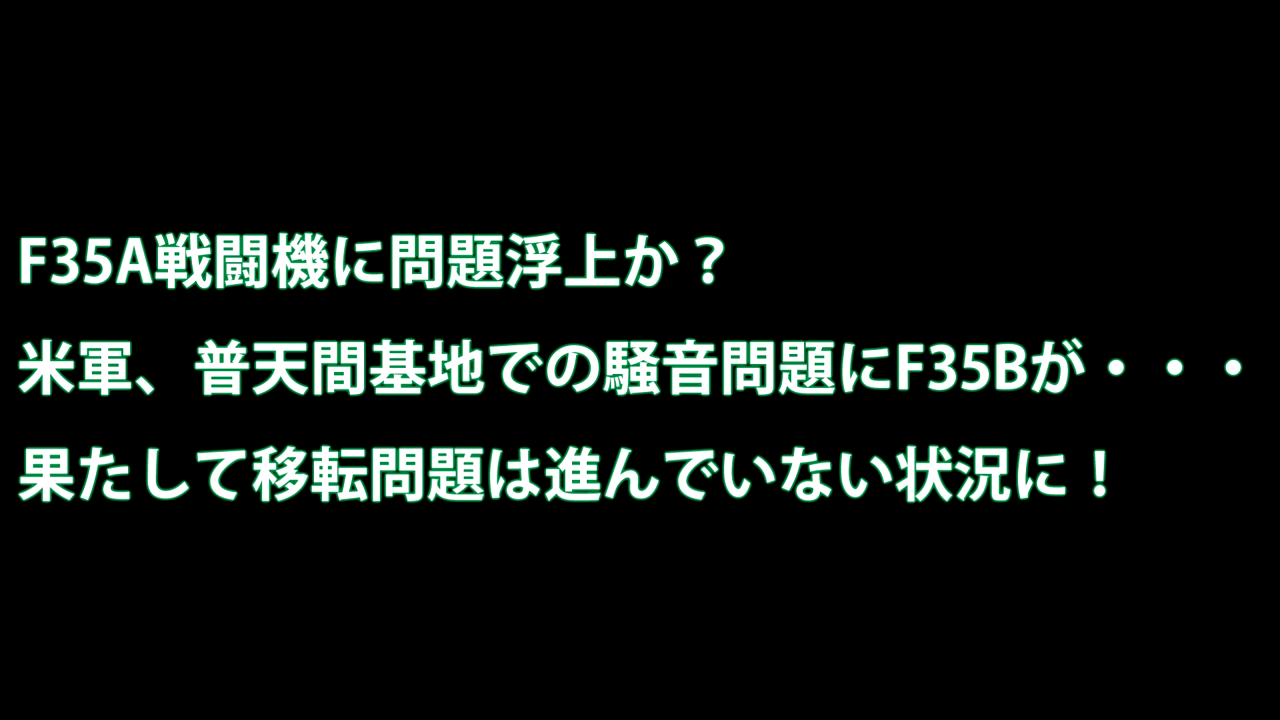 F35A戦闘機に問題浮上か？
米軍、普天間基地での騒音問題にF35Bが・・・
果たして移転問題は進んでいない状況に！